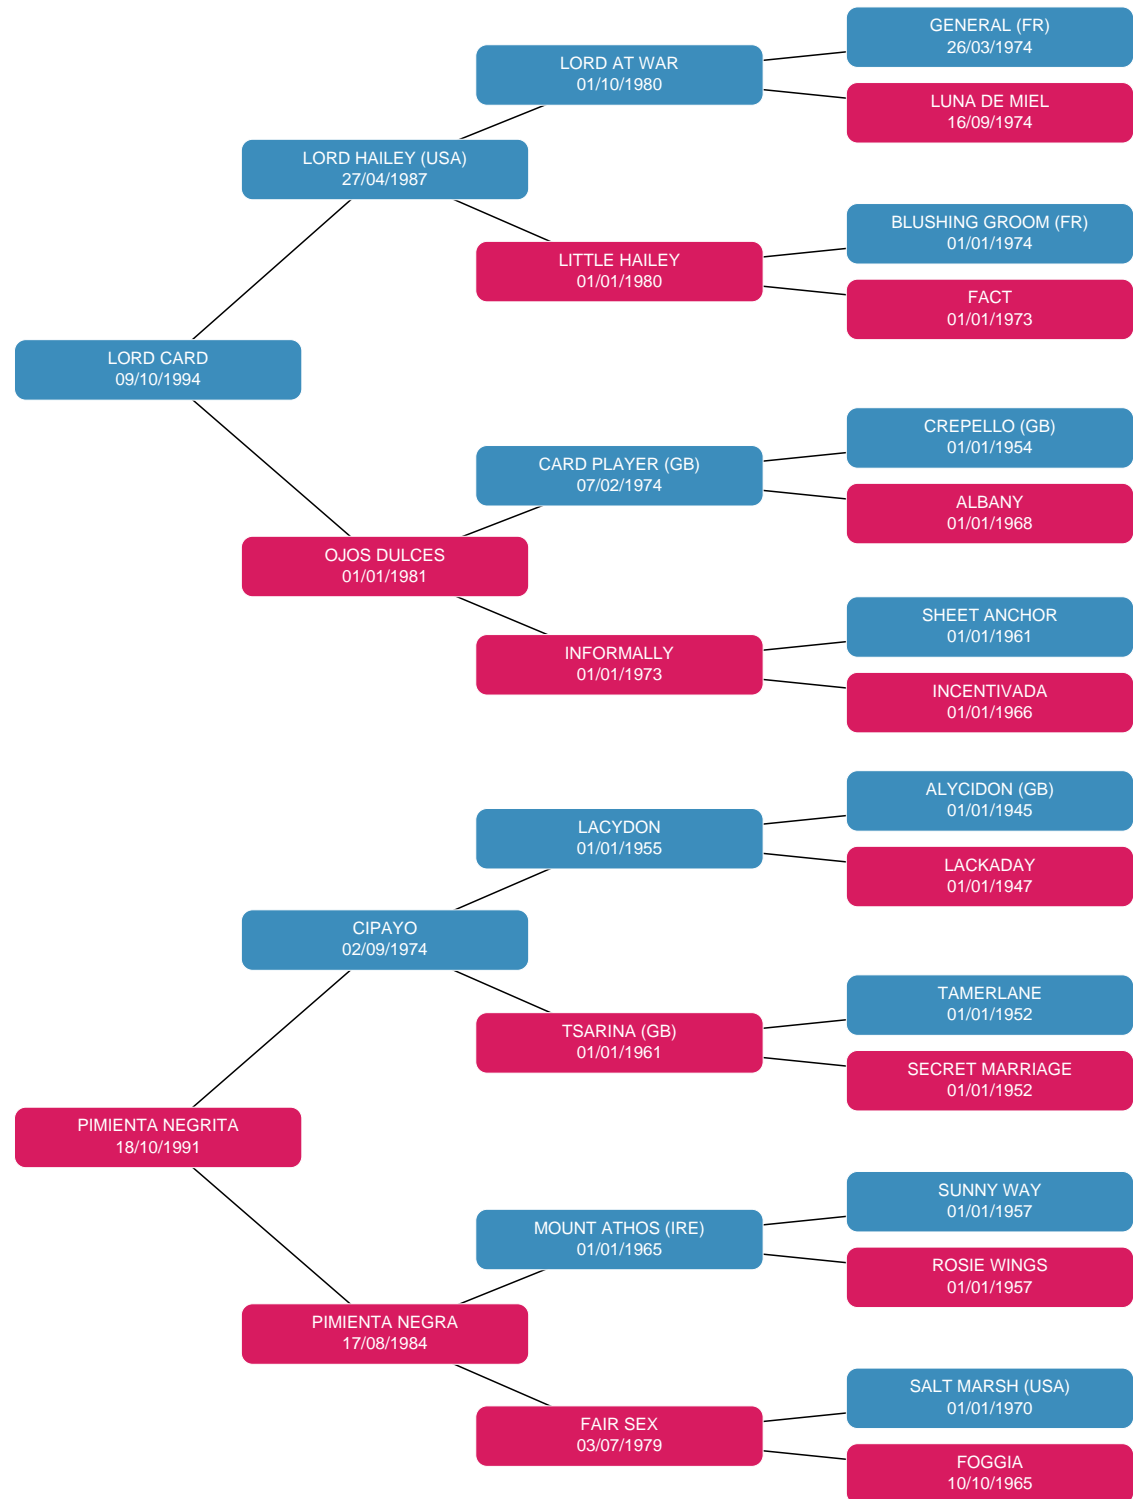 GENERAL (FR)
26/03/1974
LORD AT WAR
01/10/1980
LUNA DE MIEL
16/09/1974
LORD HAILEY (USA)
27/04/1987
BLUSHING GROOM (FR)
01/01/1974
LITTLE HAILEY
01/01/1980
FACT
01/01/1973
LORD CARD
09/10/1994
CREPELLO (GB)
01/01/1954
CARD PLAYER (GB)
07/02/1974
ALBANY
01/01/1968
OJOS DULCES
01/01/1981
SHEET ANCHOR
01/01/1961
INFORMALLY
01/01/1973
INCENTIVADA
01/01/1966
ALYCIDON (GB)
01/01/1945
LACYDON
01/01/1955
LACKADAY
01/01/1947
CIPAYO
02/09/1974
TAMERLANE
01/01/1952
TSARINA (GB)
01/01/1961
SECRET MARRIAGE
01/01/1952
PIMIENTA NEGRITA
18/10/1991
SUNNY WAY
01/01/1957
MOUNT ATHOS (IRE)
01/01/1965
ROSIE WINGS
01/01/1957
PIMIENTA NEGRA
17/08/1984
SALT MARSH (USA)
01/01/1970
FAIR SEX
03/07/1979
FOGGIA
10/10/1965